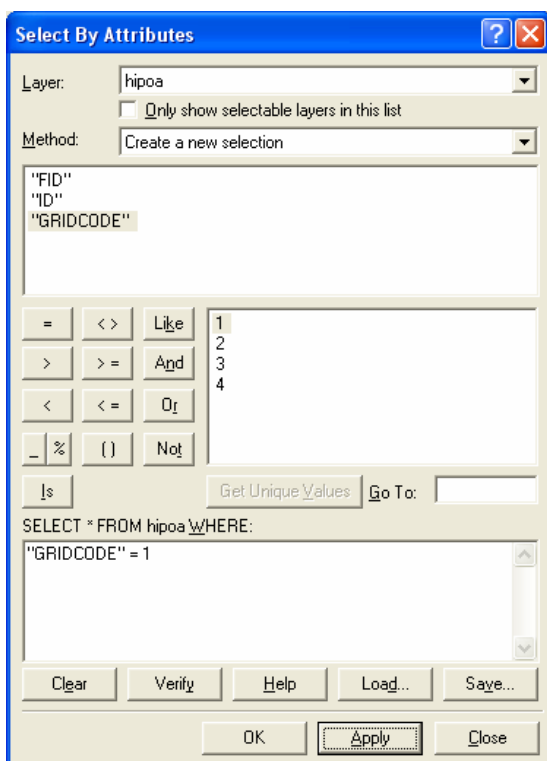 Select By Attributes
Layer: hipoa
Only show selectable layers in this list
Method: Create a new selection
"FID"
"ID"
"GRIDCODE"
= < > Like
> > = And
< < = Or
_ % ( ) Not
Is
1
2
3
4
Get Unique Values Go To:
SELECT * FROM hipoa WHERE:
"GRIDCODE" = 1
Clear Verify Help Load... Save...
OK Apply Close